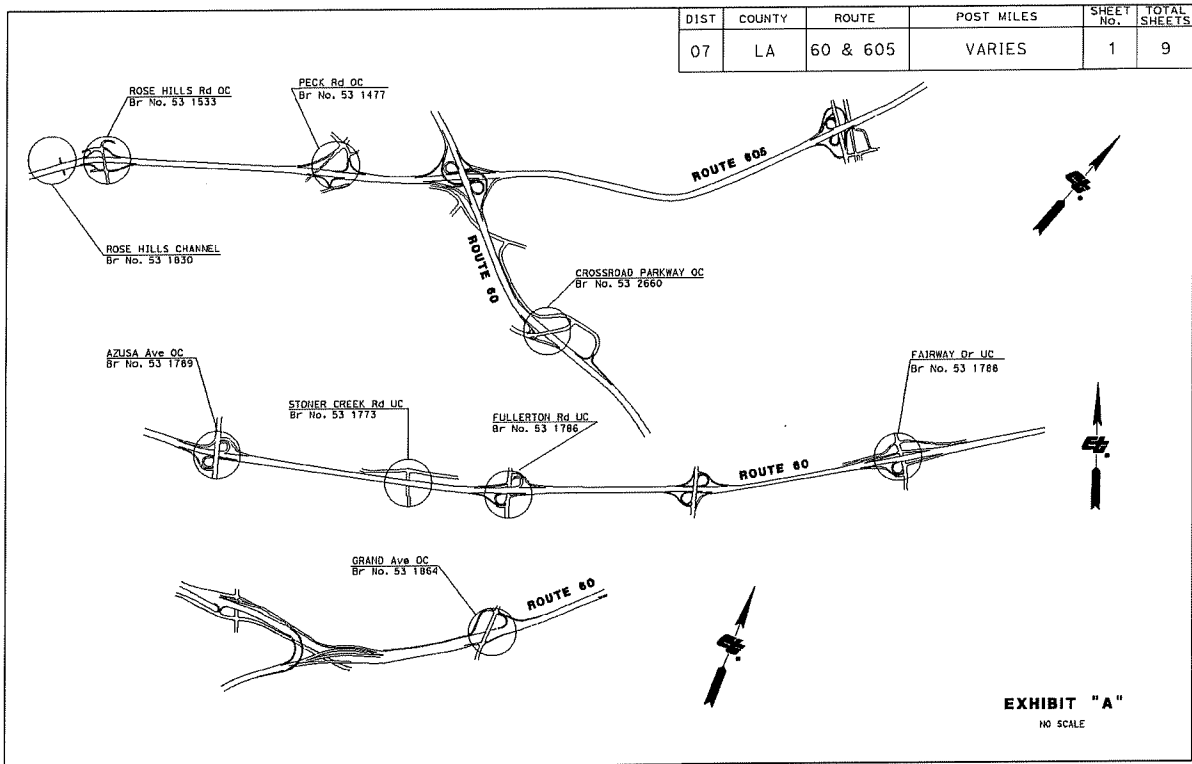 DIST COUNTY ROUTE POST MILES SHEET No. TOTAL SHEETS
07 LA 60 & 605 VARIES 1 9
ROSE HILLS Rd OC
Br No. 53 1533
PECK Rd OC
Br No. 53 1477
ROUTE 605
ROSE HILLS CHANNEL
Br No. 53 1830
ROUTE 60
CROSSROAD PARKWAY OC
Br No. 53 2660
AZUSA Ave OC
Br No. 53 1769
STONER CREEK Rd UC
Br No. 53 1773
FULLERTON Rd UC
Br No. 53 1786
FAIRWAY Dr UC
Br No. 53 1788
ROUTE 60
GRAND Ave OC
Br No. 53 1864
ROUTE 60
EXHIBIT "A"
NO SCALE